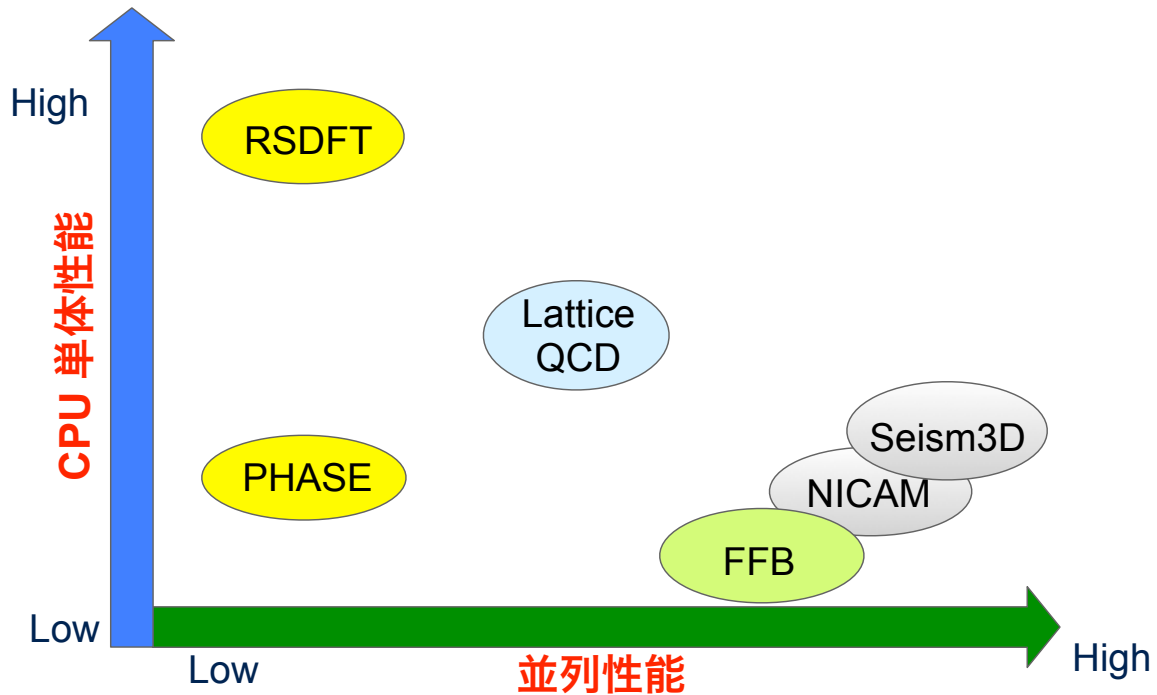 High
RSDFT
CPU 単体性能
Lattice
QCD
Seism3D
PHASE
NICAM
FFB
Low
Low
並列性能
High